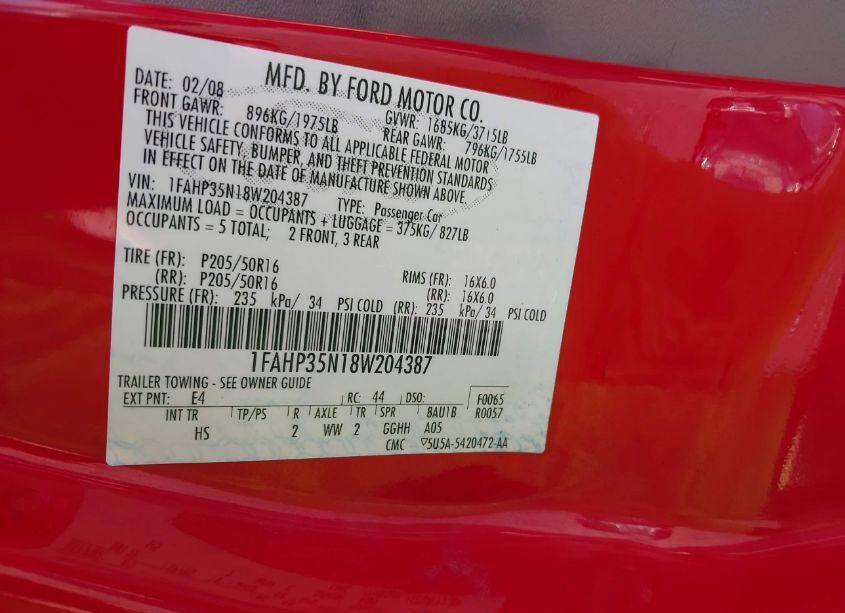 MFD. BY FORD MOTOR CO.
DATE: 02/08 GVWR: 1685KG/3715LB
FRONT GAWR: 896KG/1975LB REAR GAWR: 796KG/1755LB
THIS VEHICLE CONFORMS TO ALL APPLICABLE FEDERAL MOTOR
VEHICLE SAFETY, BUMPER, AND THEFT PREVENTION STANDARDS
IN EFFECT ON THE DATE OF MANUFACTURE SHOWN ABOVE.
VIN: 1FAHP35N18W204387 TYPE: Passenger Car
MAXIMUM LOAD = OCCUPANTS + LUGGAGE = 375KG/ 827LB
OCCUPANTS = 5 TOTAL; 2 FRONT, 3 REAR
TIRE (FR): P205/50R16 RIMS (FR): 16X6.0
(RR): P205/50R16 (RR): 16X6.0
PRESSURE (FR): 235 kPa/ 34 PSI COLD (RR): 235 kPa/ 34 PSI COLD
1FAHP35N18W204387
TRAILER TOWING - SEE OWNER GUIDE
EXT PNT: E4 RC: 44 DSO: F0065
INT TR TP/PS R AXLE TR SPR 8AU1B R0057
HS 2 WW 2 GGHH A05
CMC ▽5U5A-5420472-AA